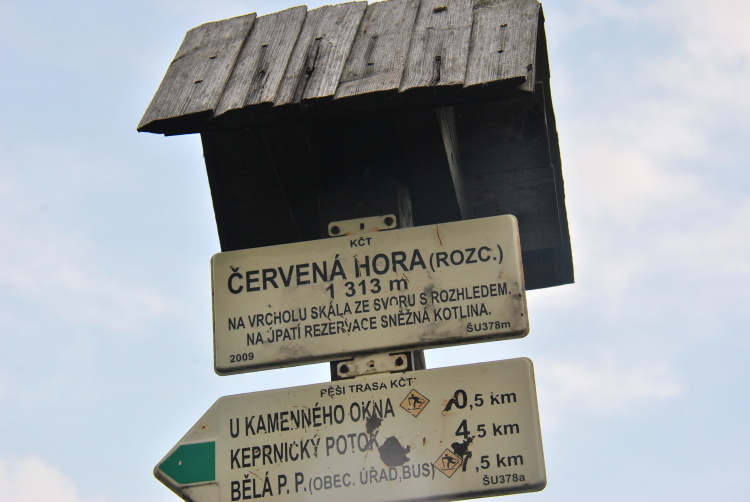 KČT
ČERVENÁ HORA (ROZC.)
1 313 m
NA VRCHOLU SKÁLA ZE SVORU S ROZHLEDEM.
NA ÚPATÍ REZERVACE SNĚŽNÁ KOTLINA.
2009 ŠU378m
PĚŠÍ TRASA KČT
U KAMENNÉHO OKNA 0,5 km
KEPRNICKÝ POTOK 4,5 km
BĚLÁ P. P. (OBEC. ÚŘAD,BUS) 7,5 km
ŠU378a